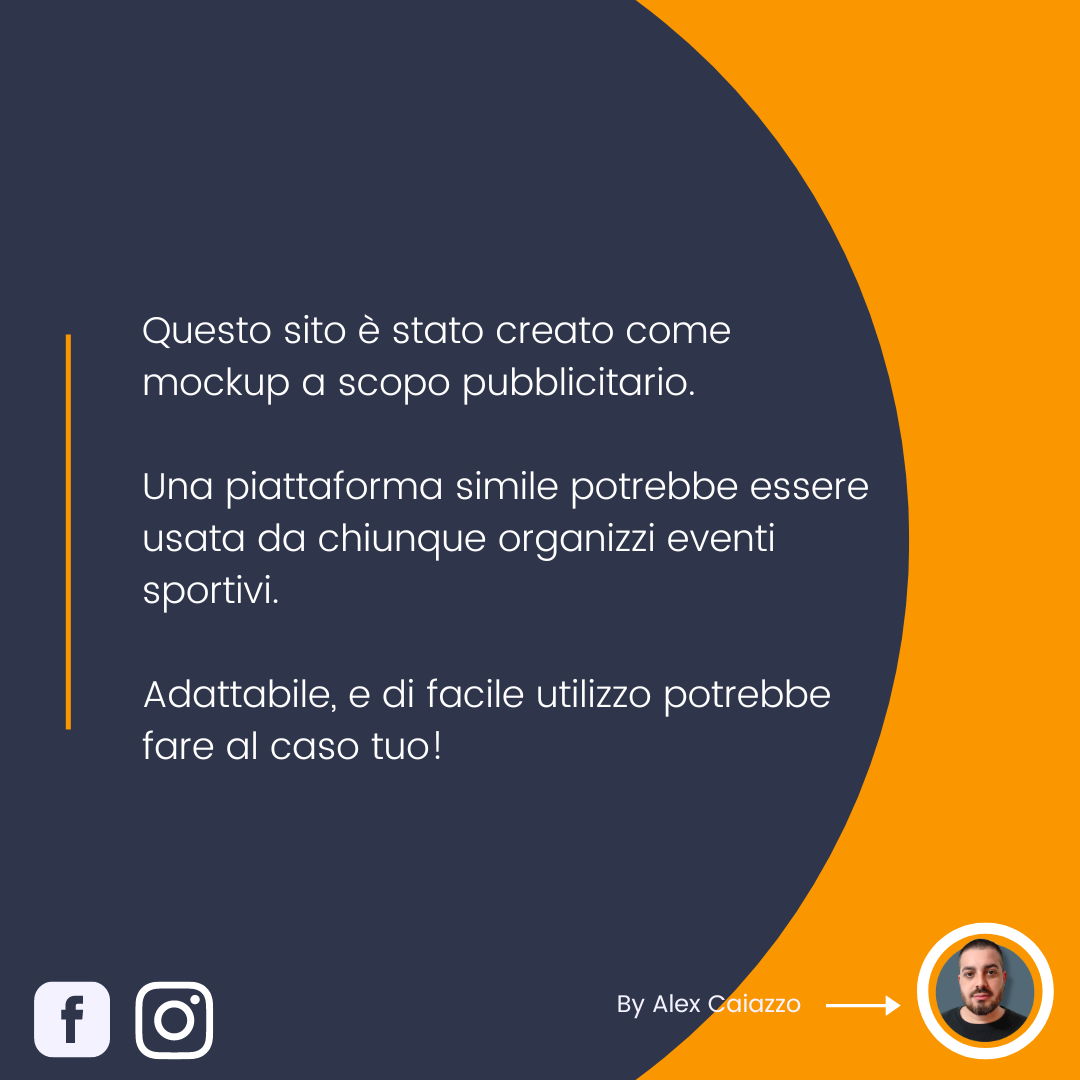 Questo sito è stato creato come
mockup a scopo pubblicitario.
Una piattaforma simile potrebbe essere
usata da chiunque organizzi eventi
sportivi.
Adattabile, e di facile utilizzo potrebbe
fare al caso tuo!
By Alex Caiazzo